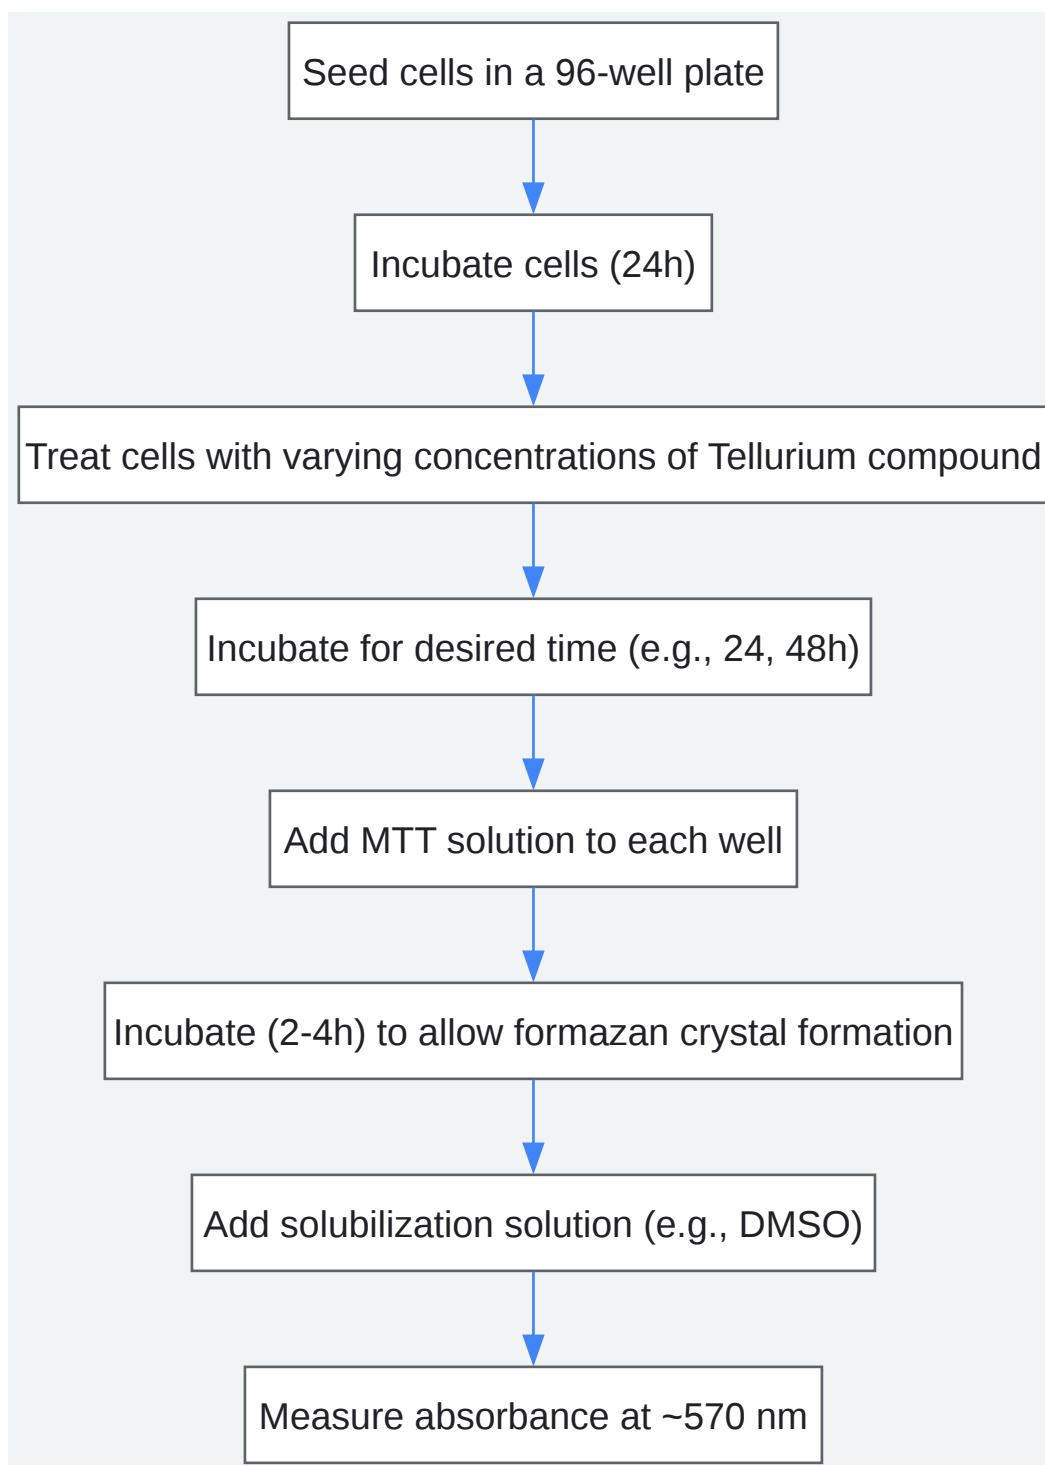 Seed cells in a 96-well plate
Incubate cells (24h)
Treat cells with varying concentrations of Tellurium compound
Incubate for desired time (e.g., 24, 48h)
Add MTT solution to each well
Incubate (2-4h) to allow formazan crystal formation
Add solubilization solution (e.g., DMSO)
Measure absorbance at ~570 nm